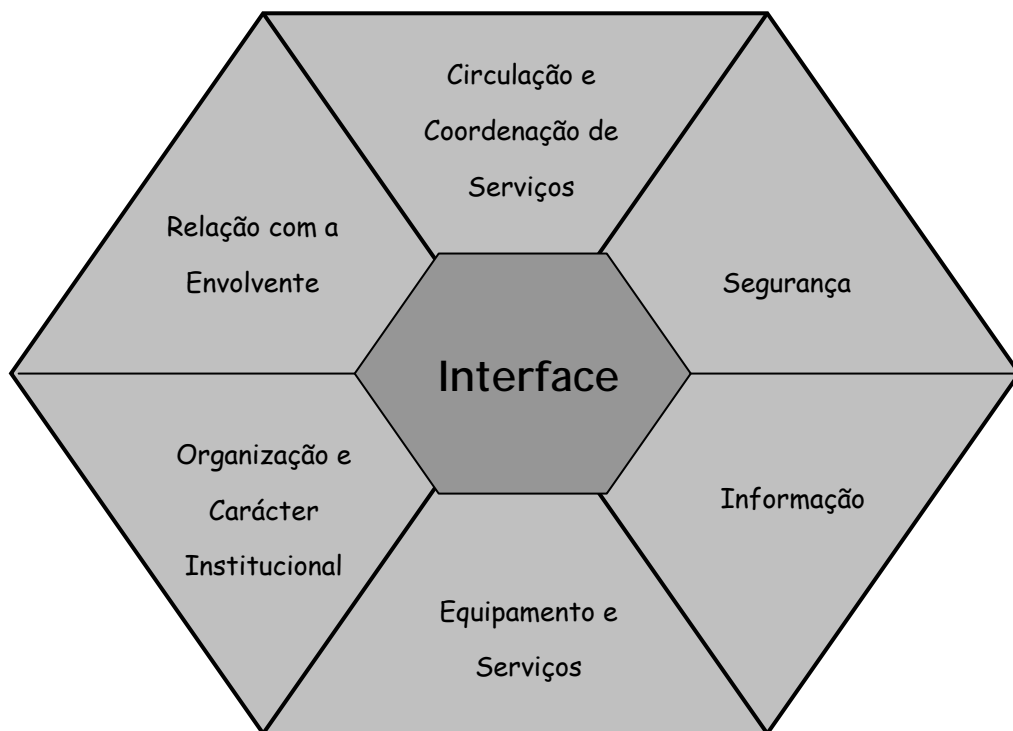 Circulação e
Coordenação de
Serviços
Relação com a
Envolvente
Segurança
Interface
Organização e
Carácter
Institucional
Informação
Equipamento e
Serviços